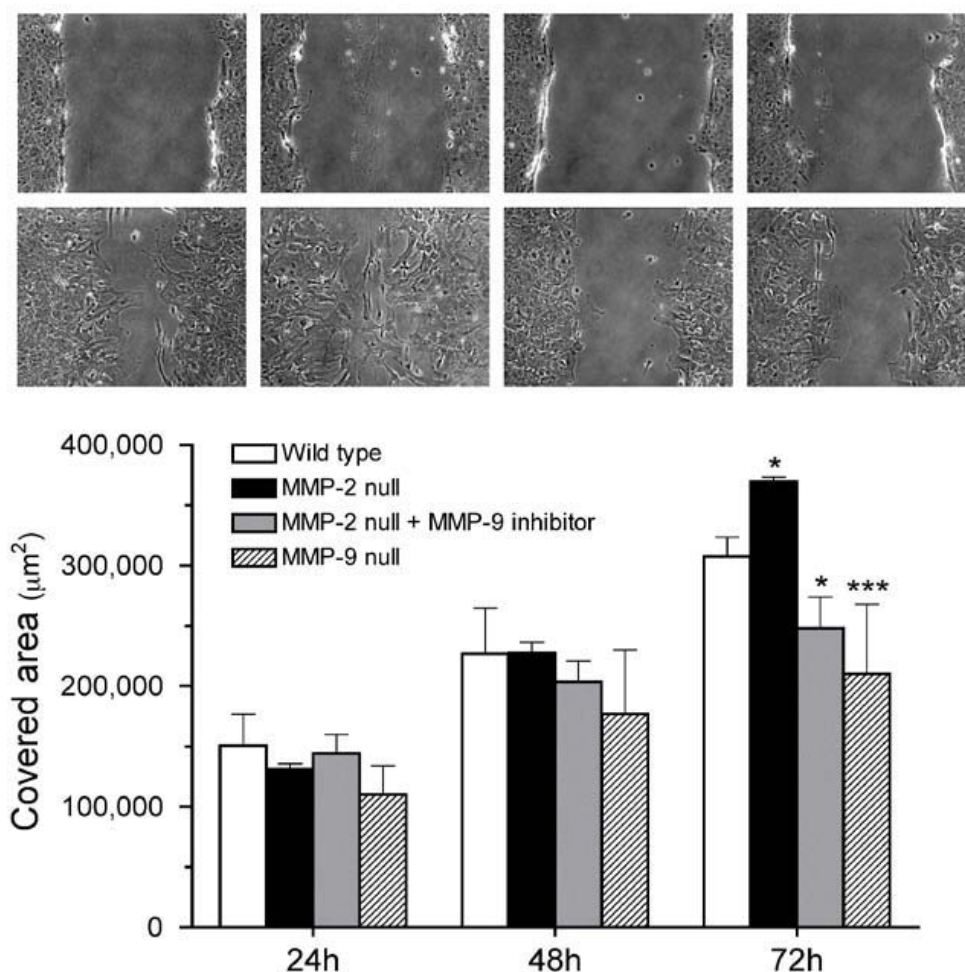 400,000
300,000
200,000
100,000
0
Covered area (μm²)
Wild type
MMP-2 null
MMP-2 null + MMP-9 inhibitor
MMP-9 null
*
*
***
24h
48h
72h